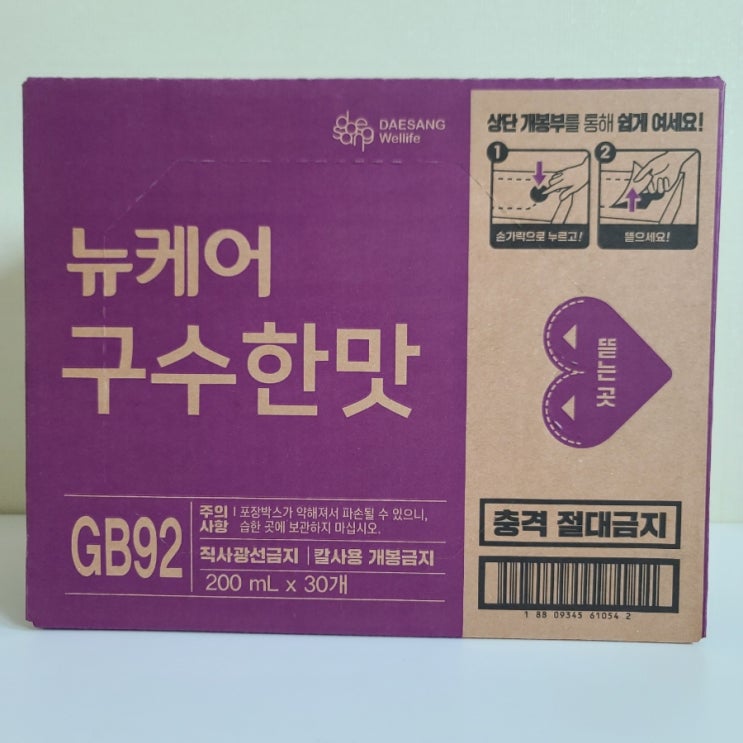 DAESANG
Wellife
뉴케어
구수한맛
GB92
주의사항 | 포장박스가 약해져서 파손될 수 있으니,
습한 곳에 보관하지 마십시오.
직사광선금지 | 칼사용 개봉금지
200 mL x 30개
상단 개봉부를 통해 쉽게 여세요!
1
손가락으로 누르고!
2
뜯으세요!
뜯는곳
충격 절대금지
1 88 09345 61054 2